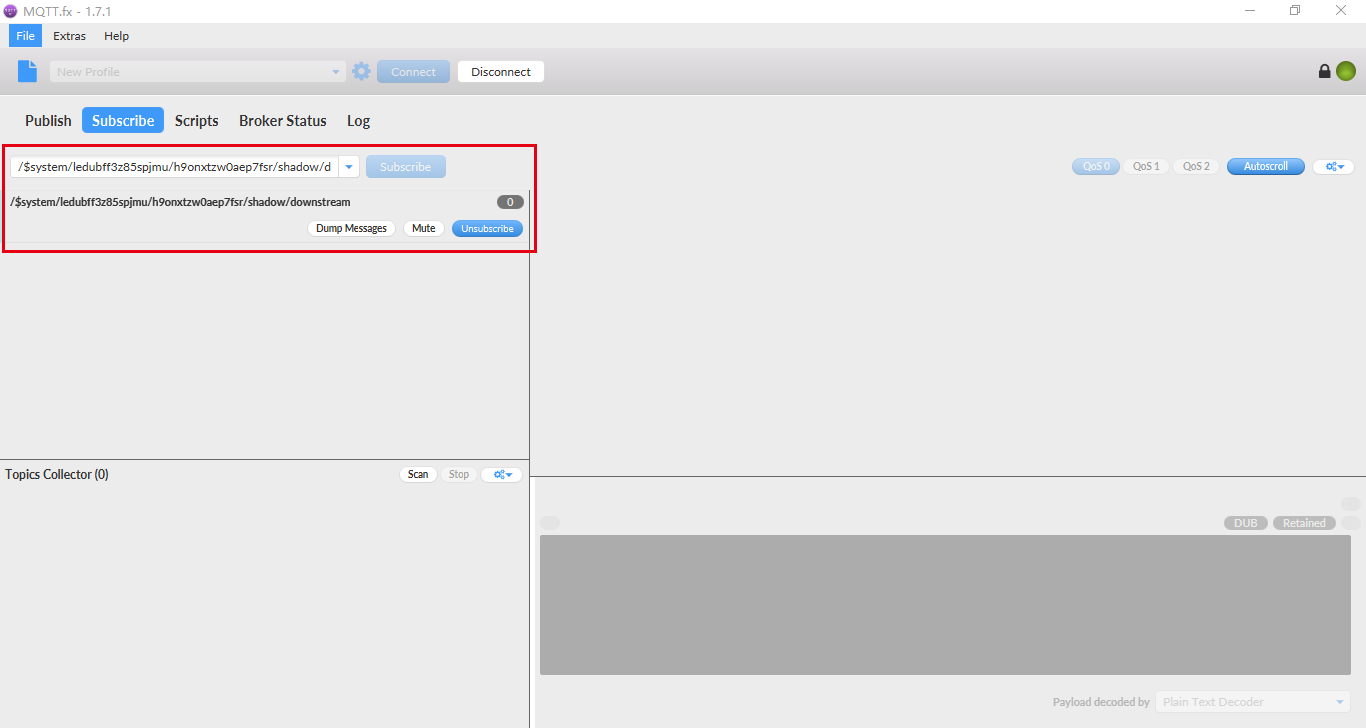 MQTT.fx - 1.7.1
File Extras Help
New Profile Connect Disconnect
Publish Subscribe Scripts Broker Status Log
/$system/ledubff3z85spjmu/h9onxtzw0aep7fsr/shadow/d Subscribe QoS 0 QoS 1 QoS 2 Autoscroll
/$system/ledubff3z85spjmu/h9onxtzw0aep7fsr/shadow/downstream 0
Dump Messages Mute Unsubscribe
Topics Collector (0) Scan Stop
DUB Retained
Payload decoded by Plain Text Decoder